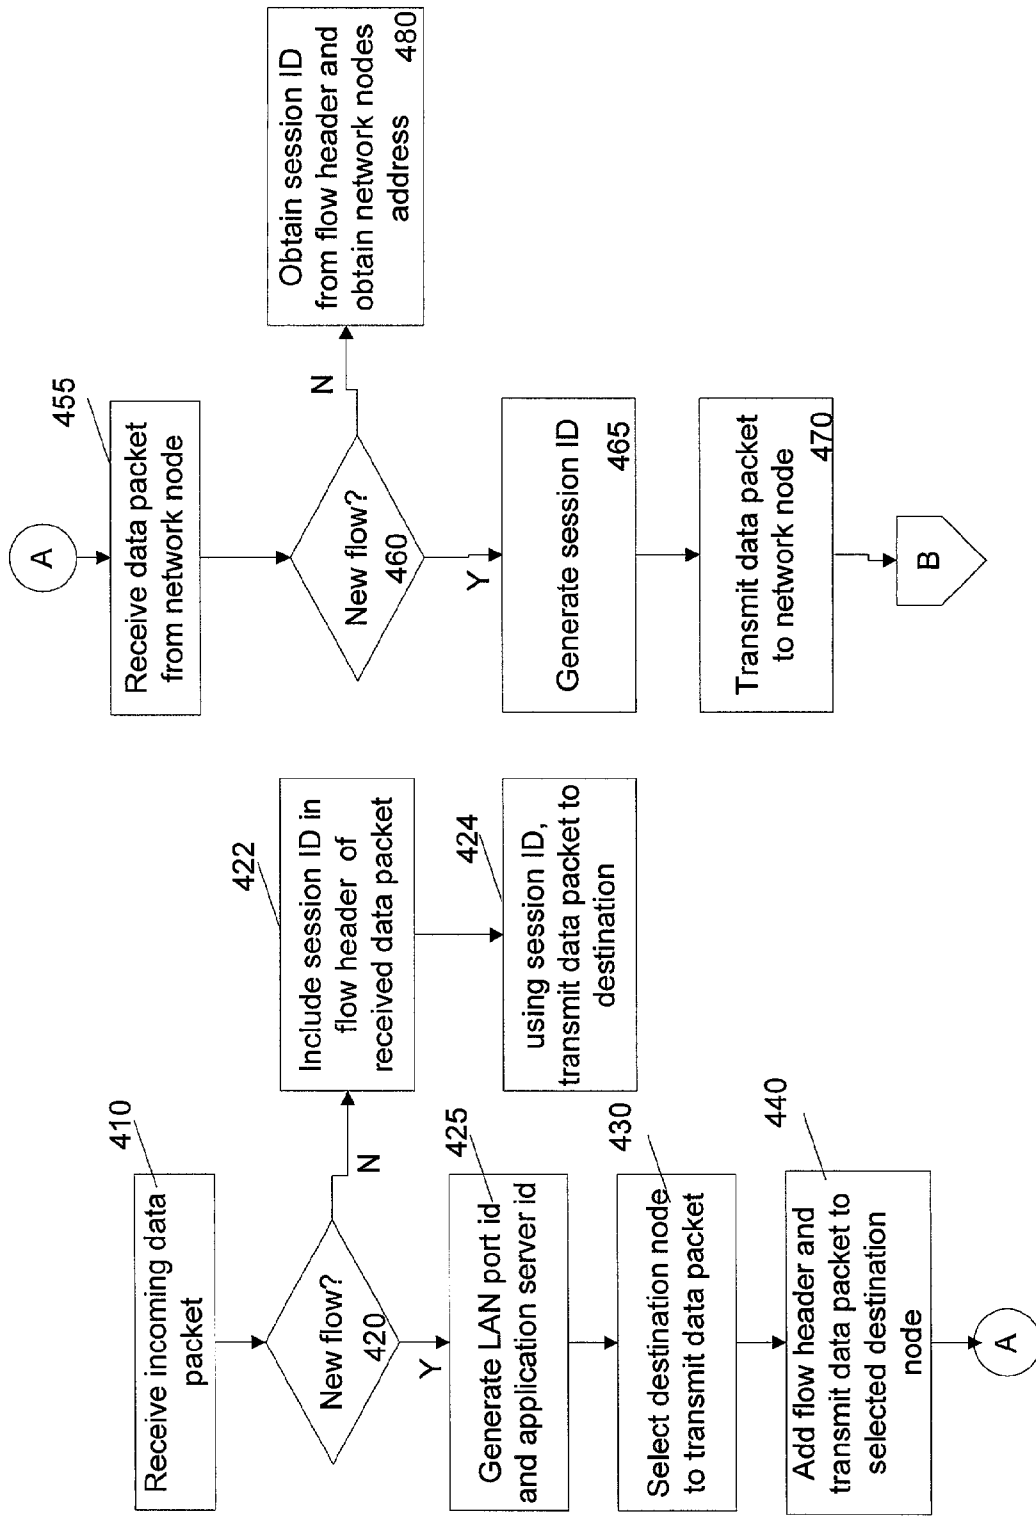 410
Receive incoming data
packet
New flow?
420
N
Y
422
Include session ID in
flow header of
received data packet
424
using session ID,
transmit data packet to
destination
425
Generate LAN port id
and application server id
430
Select destination node
to transmit data packet
440
Add flow header and
transmit data packet to
selected destination
node
A
A
455
Receive data packet
from network node
New flow?
460
N
Y
Obtain session ID
from flow header and
obtain network nodes
address 480
Generate session ID
465
Transmit data packet
to network node
470
B